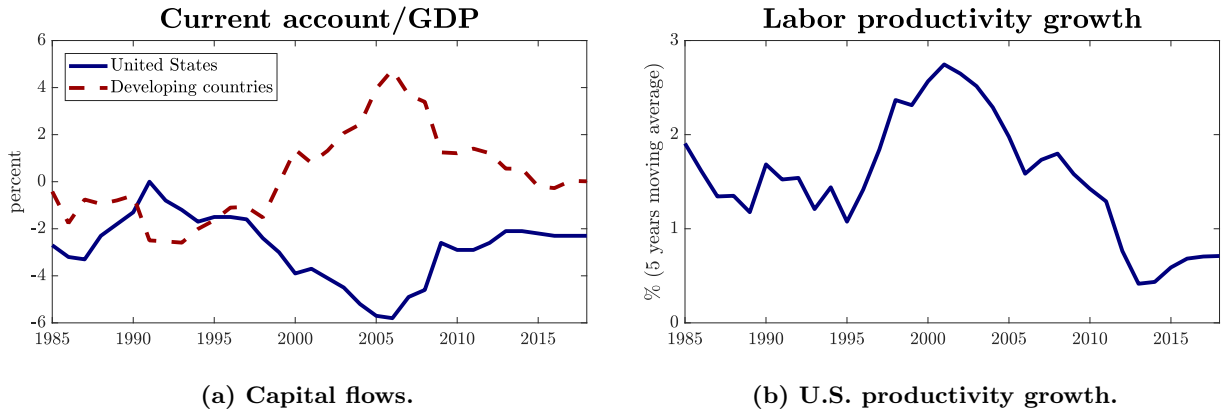 Current account/GDP
6
4
2
0
-2
-4
-6
percent
United States
Developing countries
1985 1990 1995 2000 2005 2010 2015
(a) Capital flows.
Labor productivity growth
3
2
1
0
% (5 years moving average)
1985 1990 1995 2000 2005 2010 2015
(b) U.S. productivity growth.